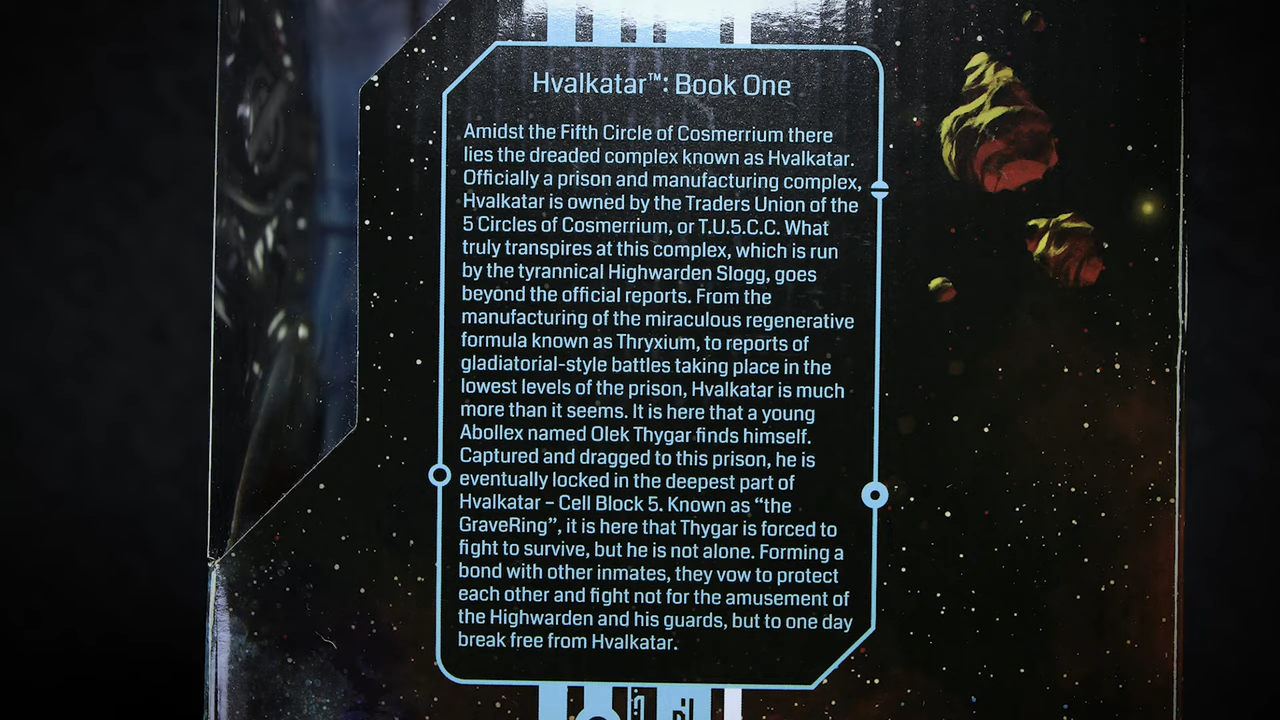 Hvalkatar™: Book One
Amidst the Fifth Circle of Cosmerrium there
lies the dreaded complex known as Hvalkatar.
Officially a prison and manufacturing complex,
Hvalkatar is owned by the Traders Union of the
5 Circles of Cosmerrium, or T.U.5.C.C. What
truly transpires at this complex, which is run
by the tyrannical Highwarden Slogg, goes
beyond the official reports. From the
manufacturing of the miraculous regenerative
formula known as Thryxium, to reports of
gladiatorial-style battles taking place in the
lowest levels of the prison, Hvalkatar is much
more than it seems. It is here that a young
Abollex named Olek Thygar finds himself.
Captured and dragged to this prison, he is
eventually locked in the deepest part of
Hvalkatar – Cell Block 5. Known as “the
GraveRing”, it is here that Thygar is forced to
fight to survive, but he is not alone. Forming a
bond with other inmates, they vow to protect
each other and fight not for the amusement of
the Highwarden and his guards, but to one day
break free from Hvalkatar.